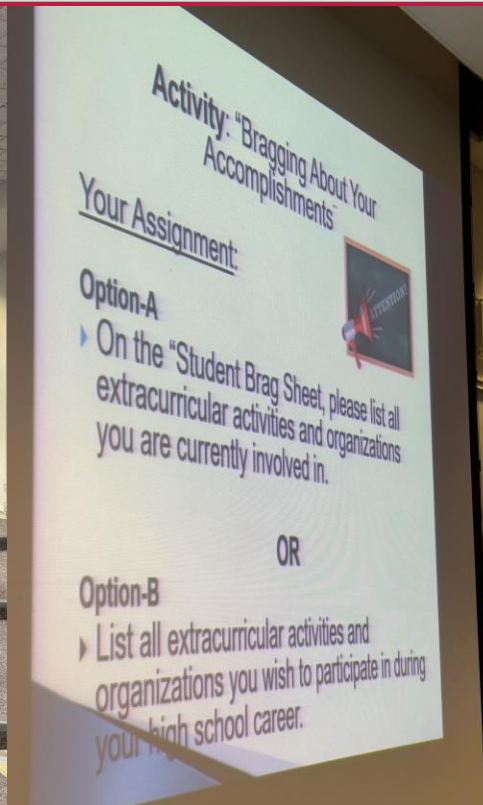 Activity: "Bragging About Your
Accomplishments"
Your Assignment:
ATTENTION!
Option-A
On the "Student Brag Sheet, please list all
extracurricular activities and organizations
you are currently involved in.
OR
Option-B
List all extracurricular activities and
organizations you wish to participate in during
your high school career.